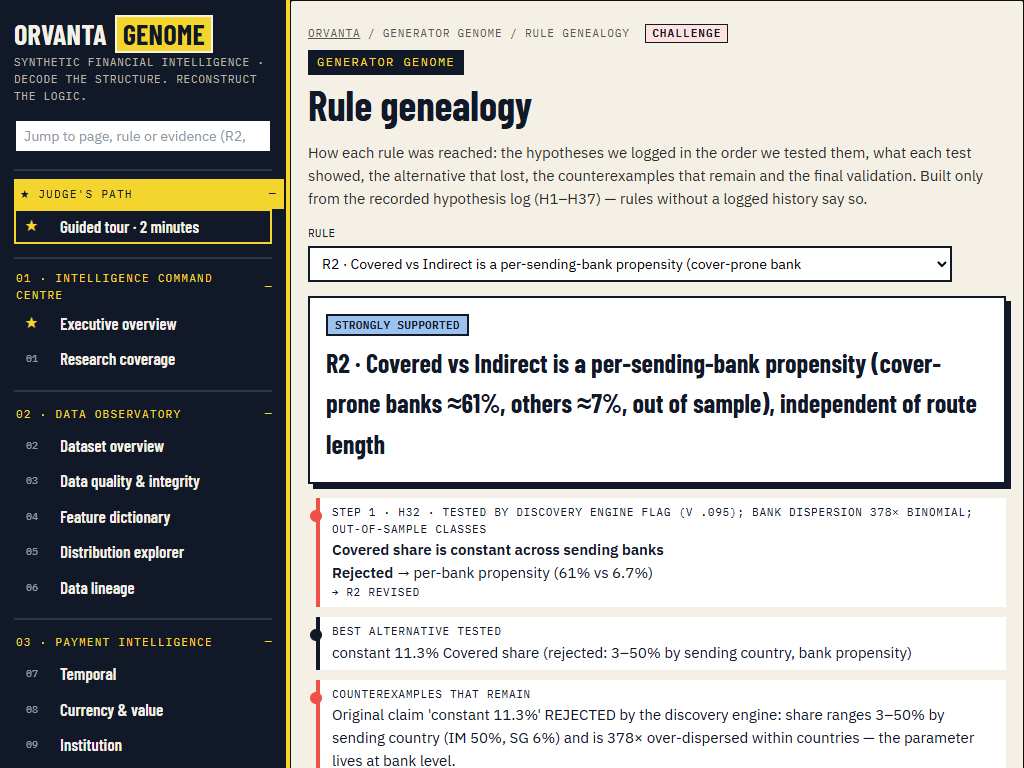 ORVANTA GENOME
SYNTHETIC FINANCIAL INTELLIGENCE ·
DECODE THE STRUCTURE. RECONSTRUCT
THE LOGIC.
Jump to page, rule or evidence (R2,
★ JUDGE'S PATH –
★ Guided tour · 2 minutes
01 · INTELLIGENCE COMMAND
CENTRE –
★ Executive overview
01 Research coverage
02 · DATA OBSERVATORY –
02 Dataset overview
03 Data quality & integrity
04 Feature dictionary
05 Distribution explorer
06 Data lineage
03 · PAYMENT INTELLIGENCE –
07 Temporal
08 Currency & value
09 Institution
ORVANTA / GENERATOR GENOME / RULE GENEALOGY CHALLENGE
GENERATOR GENOME
Rule genealogy
How each rule was reached: the hypotheses we logged in the order we tested them, what each test
showed, the alternative that lost, the counterexamples that remain and the final validation. Built only
from the recorded hypothesis log (H1–H37) — rules without a logged history say so.
RULE
R2 · Covered vs Indirect is a per-sending-bank propensity (cover-prone bank
STRONGLY SUPPORTED
R2 · Covered vs Indirect is a per-sending-bank propensity (cover-
prone banks ≈61%, others ≈7%, out of sample), independent of route
length
STEP 1 · H32 · TESTED BY DISCOVERY ENGINE FLAG (V .095); BANK DISPERSION 378× BINOMIAL;
OUT-OF-SAMPLE CLASSES
Covered share is constant across sending banks
Rejected → per-bank propensity (61% vs 6.7%)
→ R2 REVISED
BEST ALTERNATIVE TESTED
constant 11.3% Covered share (rejected: 3–50% by sending country, bank propensity)
COUNTEREXAMPLES THAT REMAIN
Original claim 'constant 11.3%' REJECTED by the discovery engine: share ranges 3–50% by
sending country (IM 50%, SG 6%) and is 378× over-dispersed within countries — the parameter
lives at bank level.